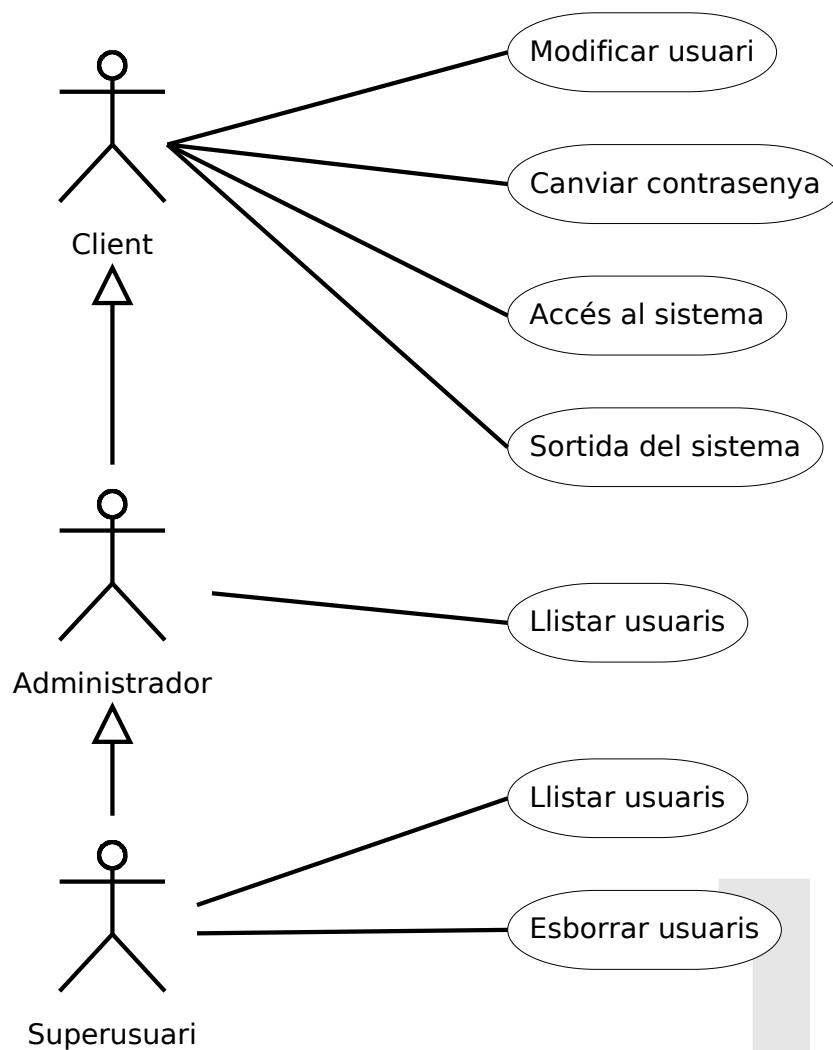 Modificar usuari
Canviar contrasenya
Client
Accés al sistema
Sortida del sistema
Llistar usuaris
Administrador
Llistar usuaris
Esborrar usuaris
Superusuari